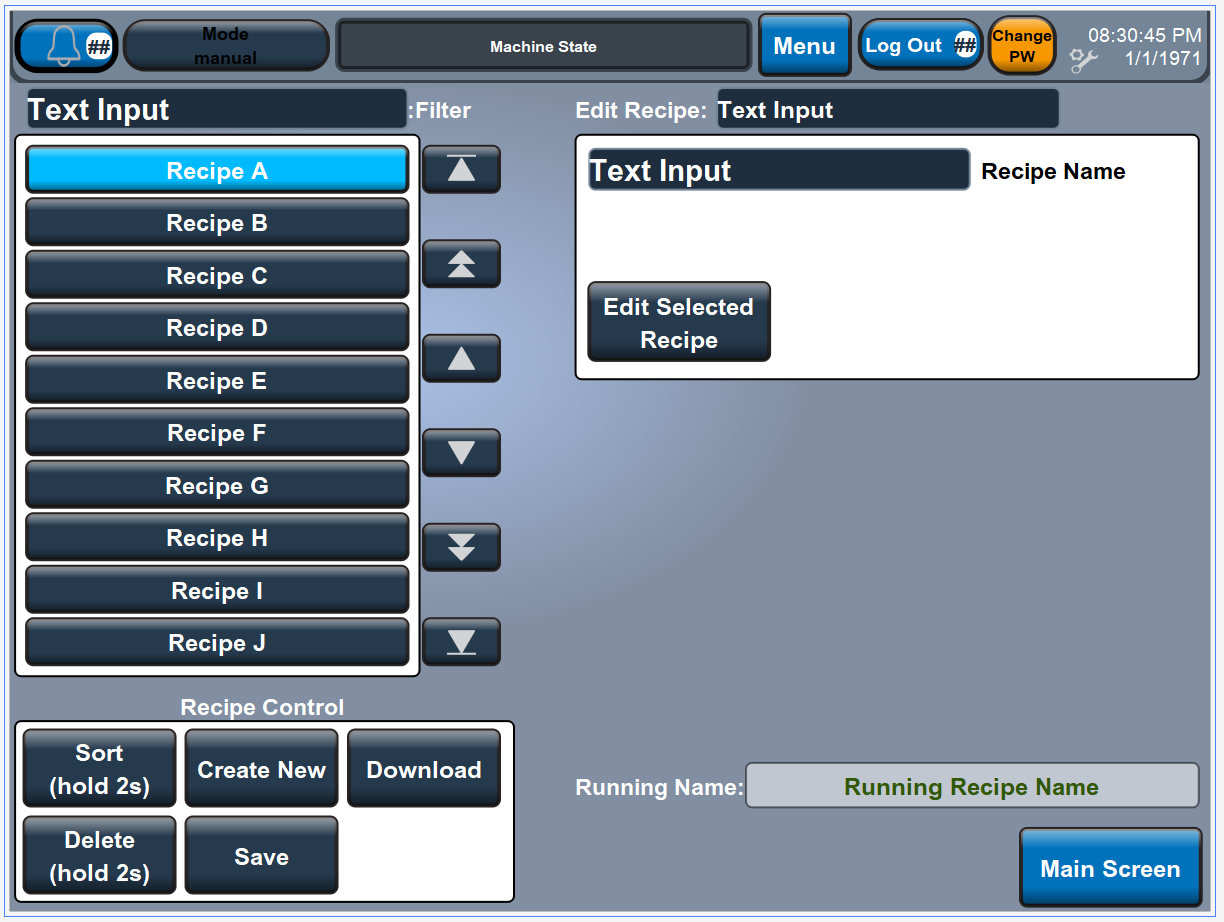 ##
Mode
manual
Machine State
Menu
Log Out ##
Change
PW
08:30:45 PM
1/1/1971
Text Input :Filter
Edit Recipe: Text Input
Recipe A
Recipe B
Recipe C
Recipe D
Recipe E
Recipe F
Recipe G
Recipe H
Recipe I
Recipe J
Text Input Recipe Name
Edit Selected
Recipe
Recipe Control
Sort
(hold 2s)
Create New
Download
Delete
(hold 2s)
Save
Running Name: Running Recipe Name
Main Screen